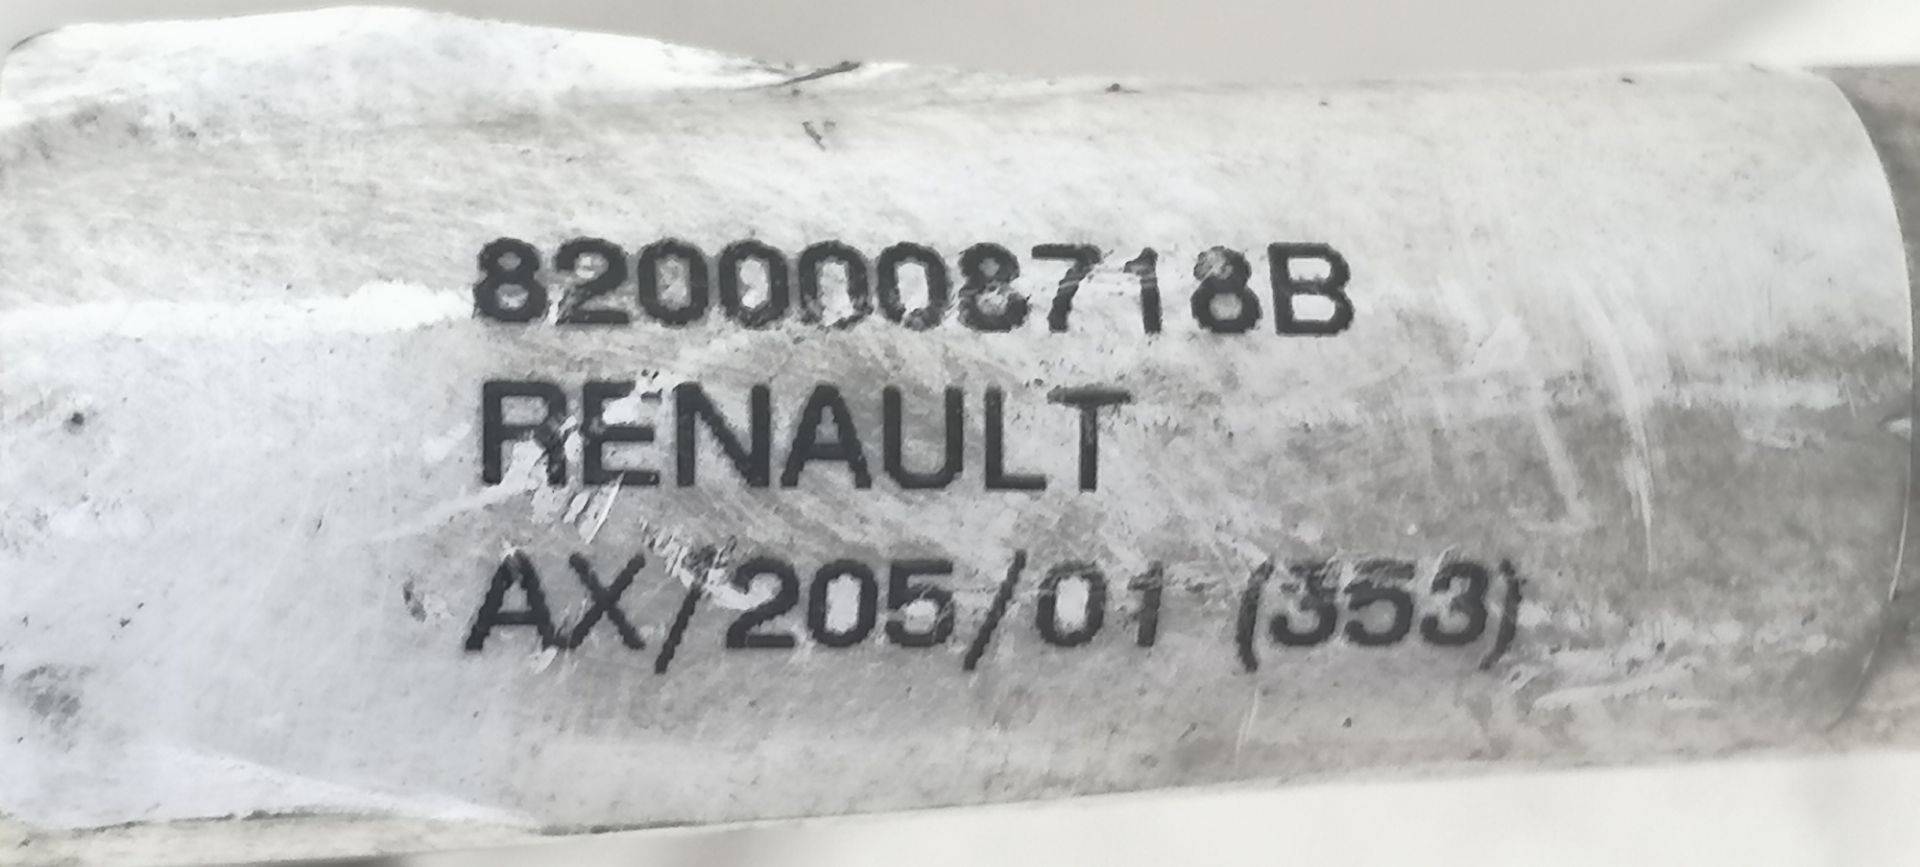 8200008718B
RENAULT
AX/205/01 (353)